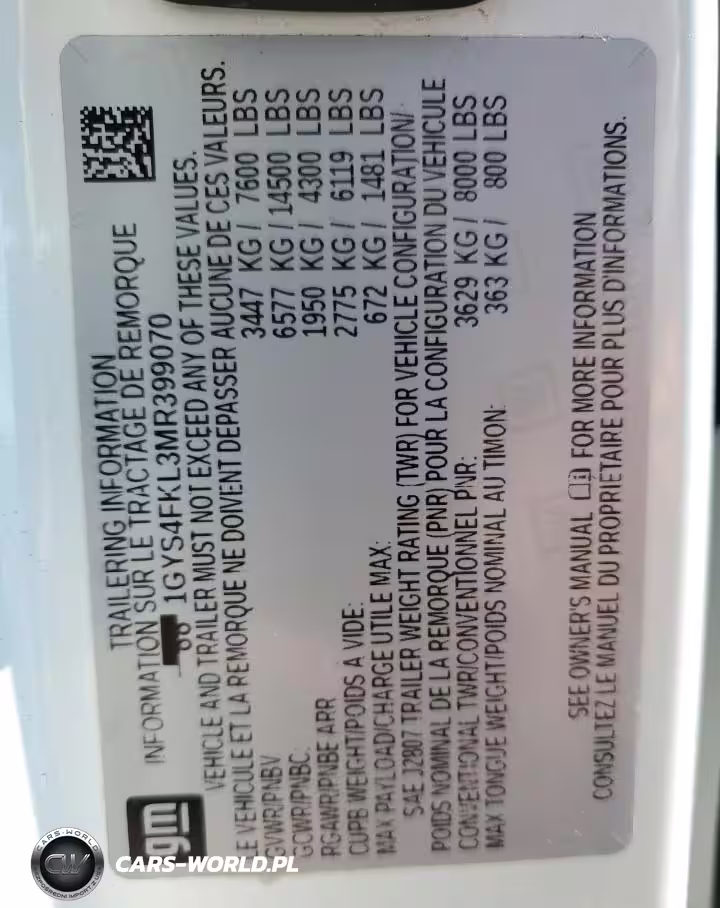 gm
TRAILERING INFORMATION
INFORMATION SUR LE TRACTAGE DE REMORQUE
1GYS4FKL3MR399070
VEHICLE AND TRAILER MUST NOT EXCEED ANY OF THESE VALUES.
LE VEHICULE ET LA REMORQUE NE DOIVENT DEPASSER AUCUNE DE CES VALEURS.
GVWR/PNBV 3447 KG / 7600 LBS
GCWR/PNBC: 6577 KG / 14500 LBS
RGAWR/PNBE ARR 1950 KG / 4300 LBS
CURB WEIGHT/POIDS A VIDE: 2775 KG / 6119 LBS
MAX PAYLOAD/CHARGE UTILE MAX: 672 KG / 1481 LBS
SAE J2807 TRAILER WEIGHT RATING (TWR) FOR VEHICLE CONFIGURATION/
POIDS NOMINAL DE LA REMORQUE (PNR) POUR LA CONFIGURATION DU VEHICULE
CONVENTIONAL TWR/CONVENTIONNEL PNR: 3629 KG / 8000 LBS
MAX TONGUE WEIGHT/POIDS NOMINAL AU TIMON: 363 KG / 800 LBS
SEE OWNER'S MANUAL FOR MORE INFORMATION
CONSULTEZ LE MANUEL DU PROPRIETAIRE POUR PLUS D'INFORMATIONS.
CARS-WORLD
CW
CARS-WORLD.PL